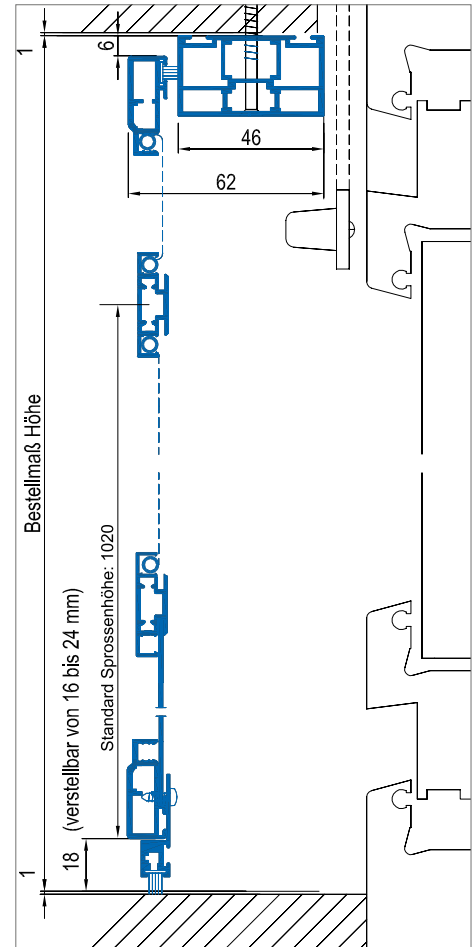 1
6
46
62
Bestellmaß Höhe
Standard Sprossenhöhe: 1020
(verstellbar von 16 bis 24 mm)
18
1